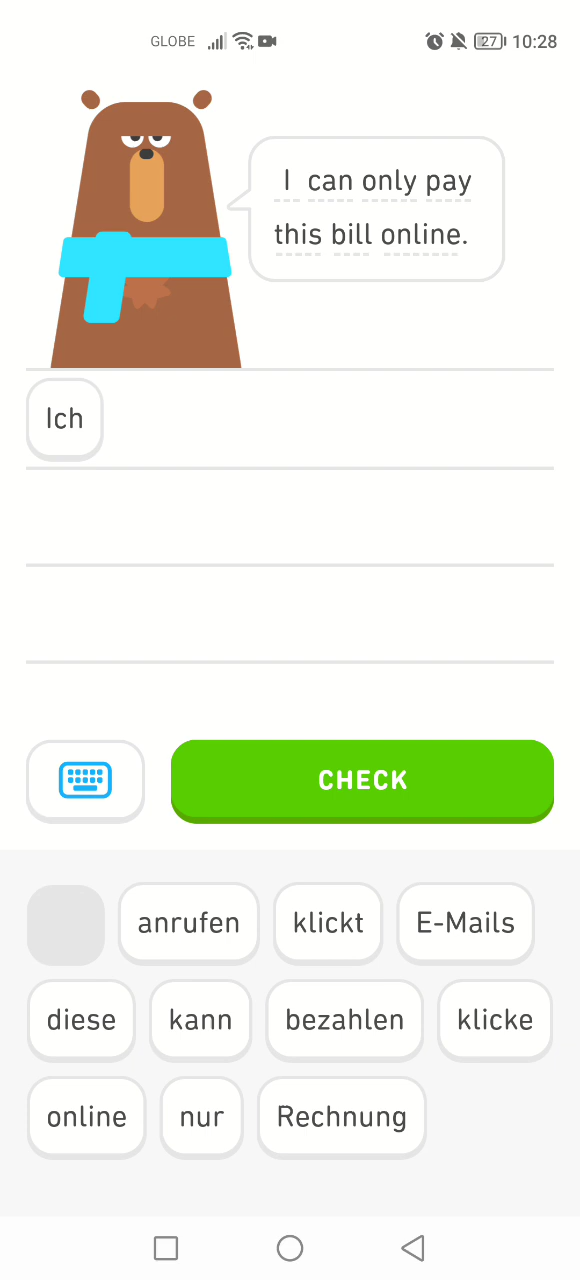 GLOBE 27 10:28
I can only pay
this bill online.
Ich
CHECK
anrufen klickt E-Mails
diese kann bezahlen klicke
online nur Rechnung